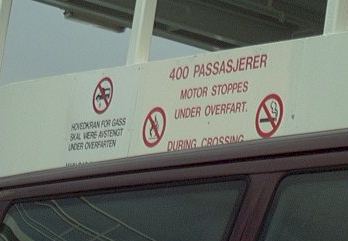 400 PASSASJERER
MOTOR STOPPES
UNDER OVERFART.
DURING CROSSING
HOVEDKRAN FOR GASS
SKAL VÆRE AVSTENGT
UNDER OVERFARTEN